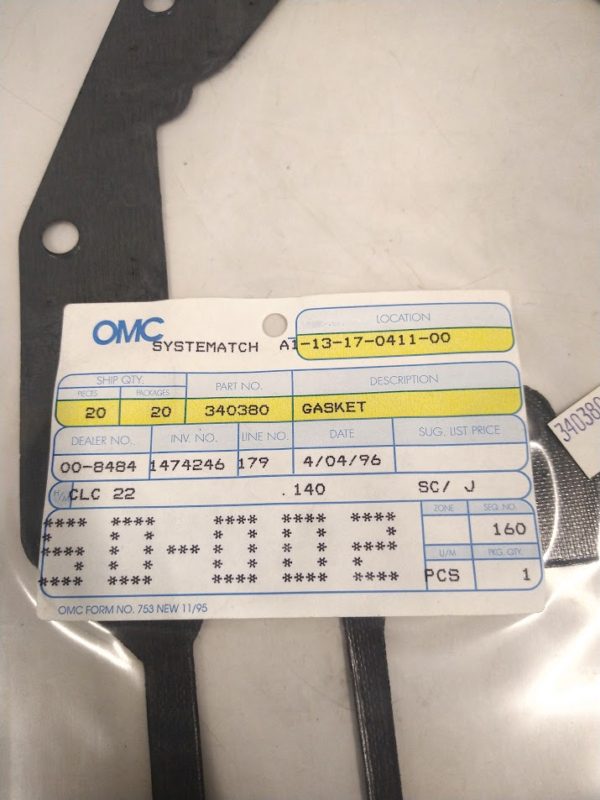 OMC
SYSTEMATCH
LOCATION
A1-13-17-0411-00
SHIP QTY.
PIECES PACKAGES PART NO. DESCRIPTION
20 20 340380 GASKET
DEALER NO. INV. NO. LINE NO. DATE SUG. LIST PRICE
00-8484 1474246 179 4/04/96
CLC 22 .140 SC/ J
**** **** **** **** ****
* * * * * * * *
**** * * *** * * * * ****
* * * * * * * *
**** **** **** **** ****
ZONE SEQ. NO.
160
U/M PKG. QTY.
PCS 1
OMC FORM NO. 753 NEW 11/95
340380